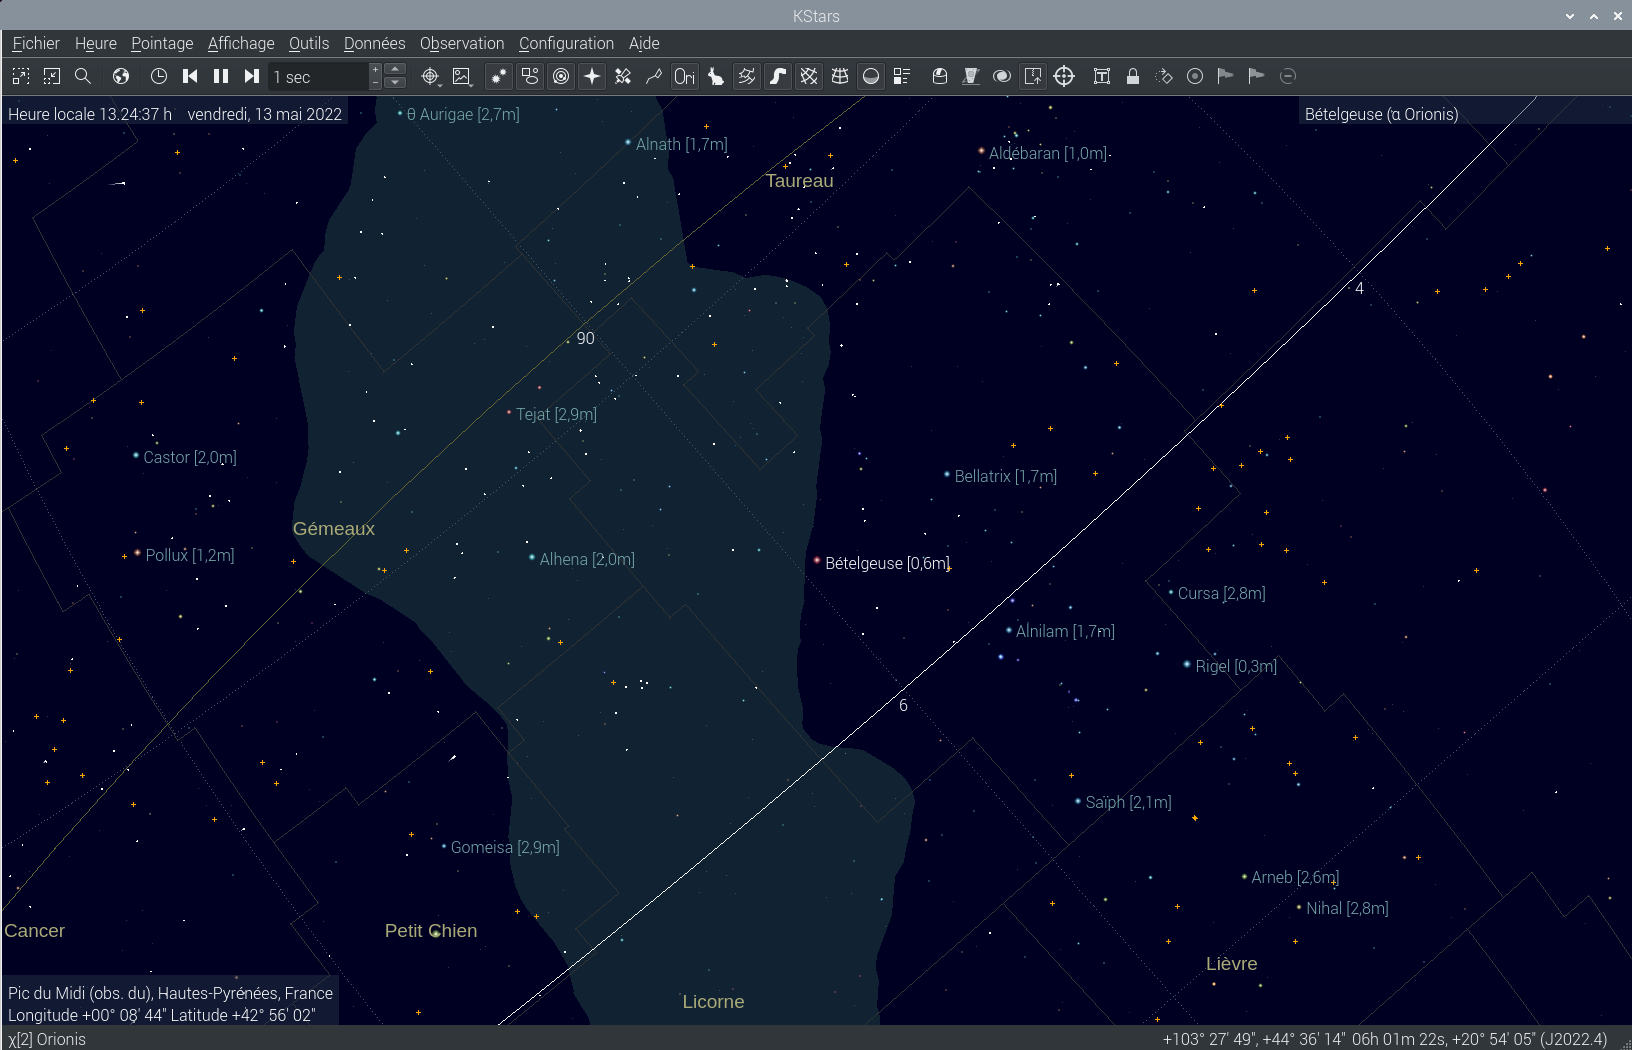 KStars
Fichier Heure Pointage Affichage Outils Données Observation Configuration Aide
1 sec Ori
Heure locale 13.24:37 h vendredi, 13 mai 2022
Bételgeuse (α Orionis)
θ Aurigae [2,7m]
Alnath [1,7m]
Aldébaran [1,0m]
Taureau
4
90
Tejat [2,9m]
Castor [2,0m]
Bellatrix [1,7m]
Gémeaux
Pollux [1,2m]
Alhena [2,0m]
Bételgeuse [0,6m]
Cursa [2,8m]
Alnilam [1,7m]
Rigel [0,3m]
6
Saïph [2,1m]
Gomeisa [2,9m]
Arneb [2,6m]
Nihal [2,8m]
Cancer
Petit Chien
Lièvre
Licorne
Pic du Midi (obs. du), Hautes-Pyrénées, France
Longitude +00° 08' 44" Latitude +42° 56' 02"
χ[2] Orionis
+103° 27' 49", +44° 36' 14" 06h 01m 22s, +20° 54' 05" (J2022.4)